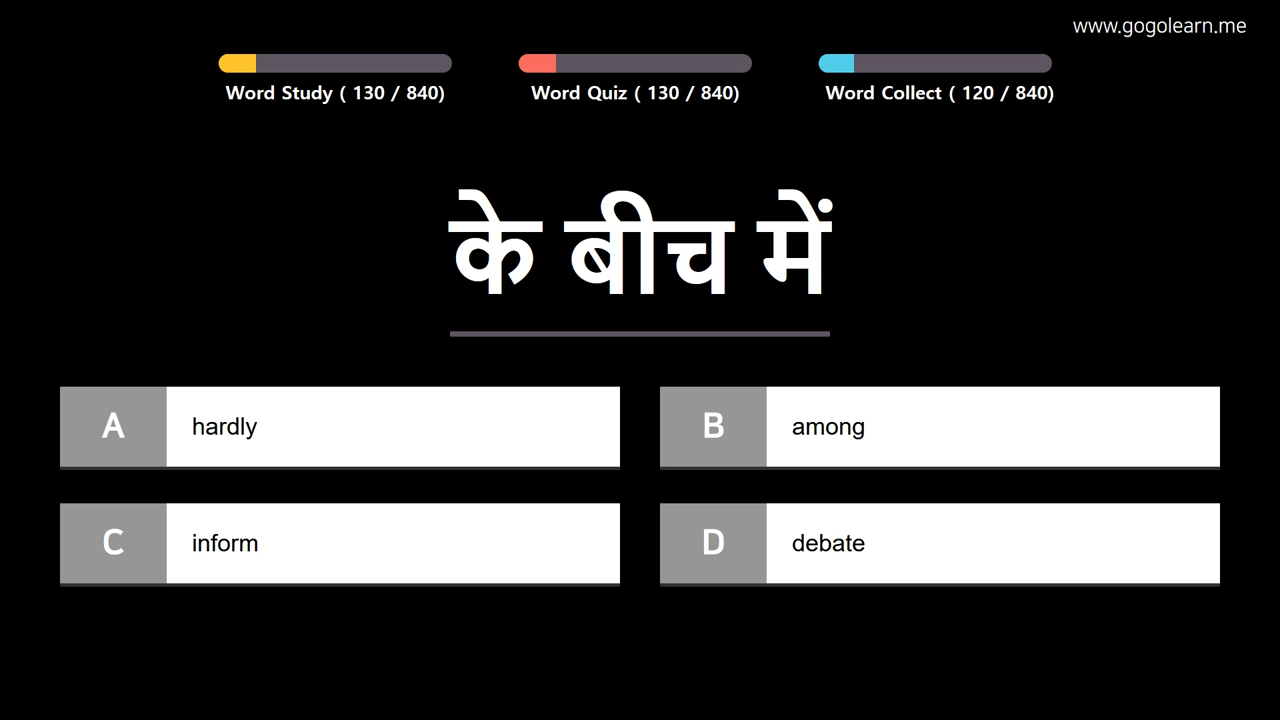 www.gogolearn.me
Word Study ( 130 / 840)
Word Quiz ( 130 / 840)
Word Collect ( 120 / 840)
के बीच में
A hardly
B among
C inform
D debate